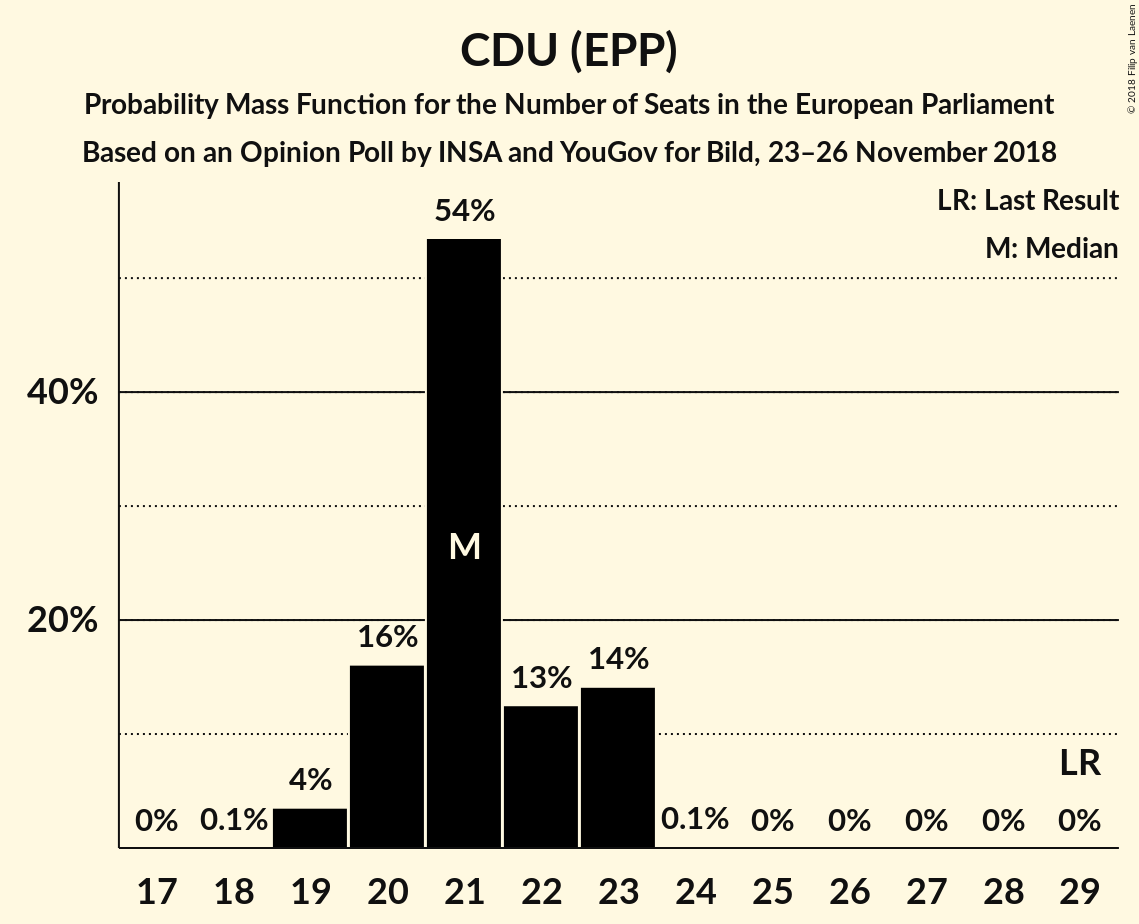 CDU (EPP)
Probability Mass Function for the Number of Seats in the European Parliament
Based on an Opinion Poll by INSA and YouGov for Bild, 23–26 November 2018
© 2018 Filip van Laenen
LR: Last Result
M: Median
54%
40%
M
20%
16%
14%
13%
4%
LR
0% 0.1% 0.1% 0% 0% 0% 0% 0%
17 18 19 20 21 22 23 24 25 26 27 28 29